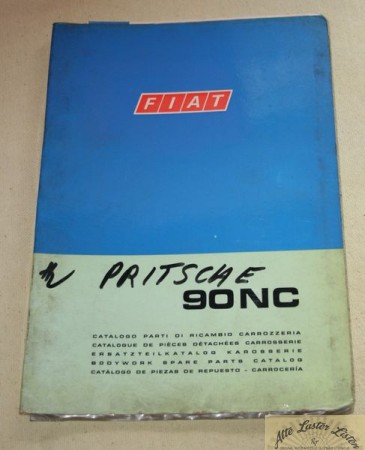 FIAT
PRITSCHE
90NC
CATALOGO PARTI DI RICAMBIO CARROZZERIA
CATALOGUE DE PIÈCES DÉTACHÉES CARROSSERIE
ERSATZTEILKATALOG KAROSSERIE
BODYWORK SPARE PARTS CATALOG
CATÁLOGO DE PIEZAS DE REPUESTO - CARROCERÍA
Alte Laster Listen